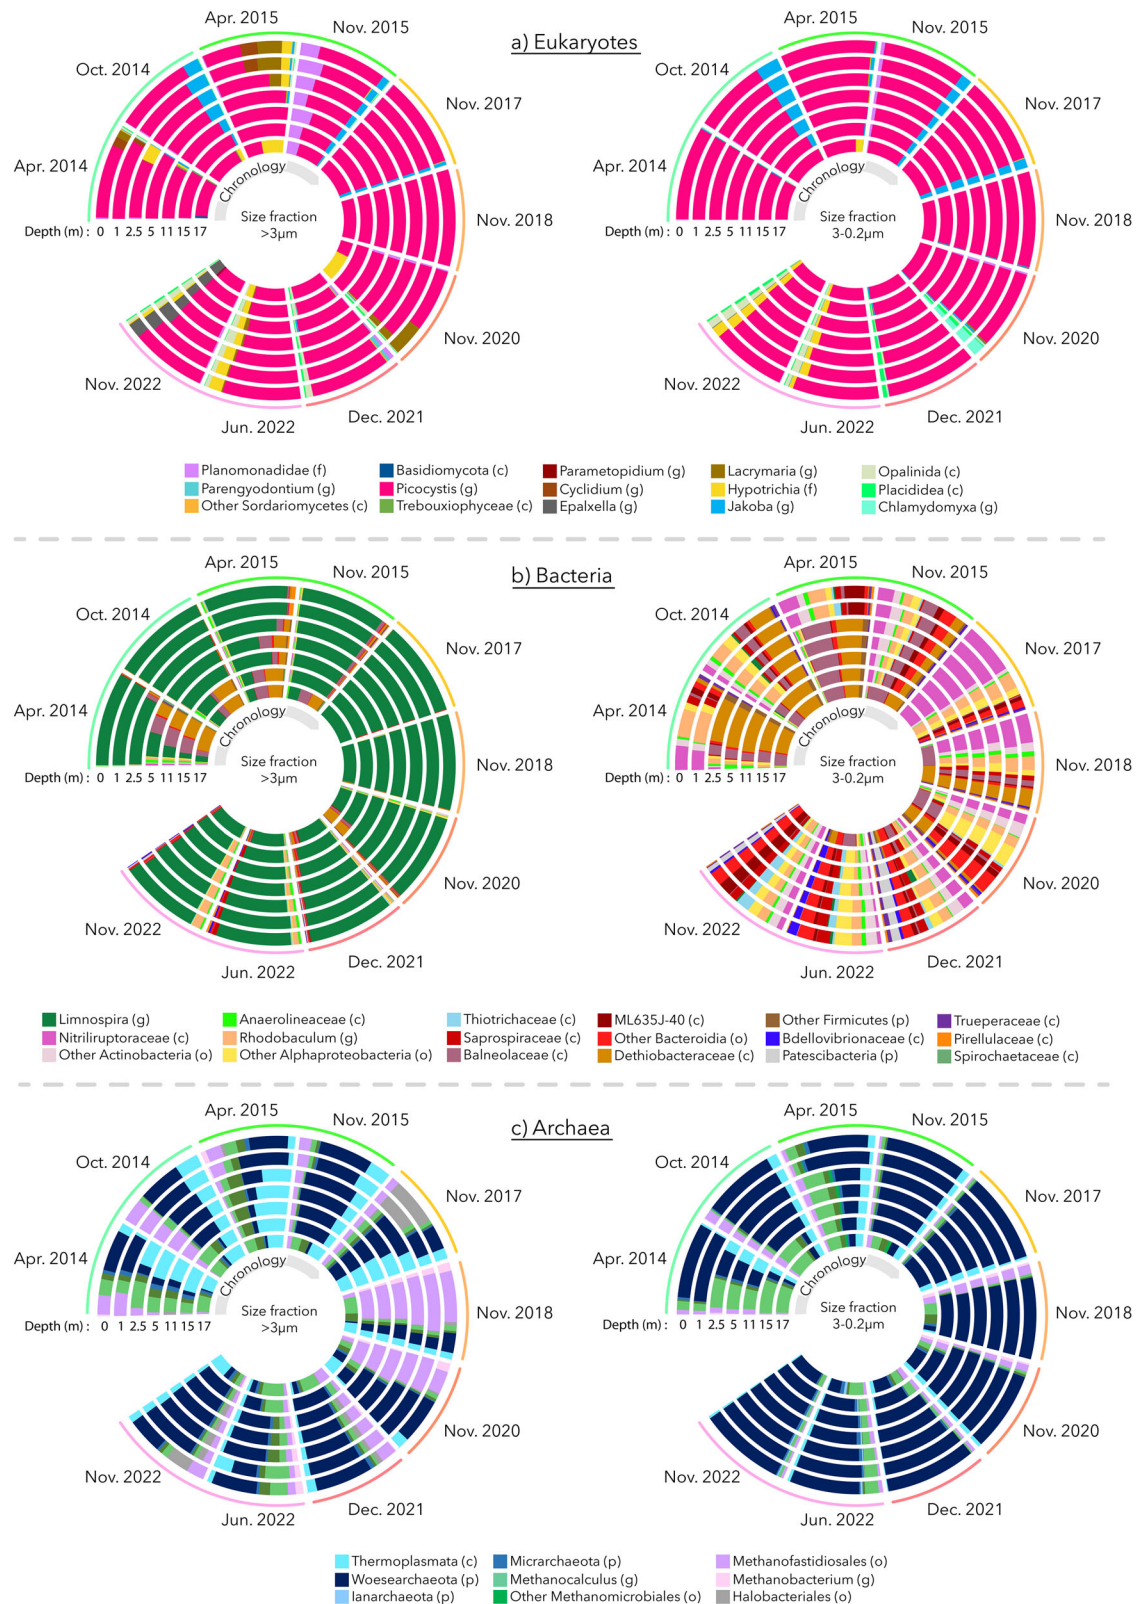 a) Eukaryotes
Apr. 2015
Nov. 2015
Oct. 2014
Nov. 2017
Apr. 2014
Chronology
Nov. 2018
Size fraction
>3µm
Depth (m) : 0 1 2.5 5 11 15 17
Nov. 2020
Nov. 2022
Dec. 2021
Jun. 2022
Apr. 2015
Nov. 2015
Oct. 2014
Nov. 2017
Apr. 2014
Chronology
Nov. 2018
Size fraction
3-0.2µm
Depth (m) : 0 1 2.5 5 11 15 17
Nov. 2020
Nov. 2022
Dec. 2021
Jun. 2022
Planomonadidae (f) Basidiomycota (c) Parametopidium (g) Lacrymaria (g) Opalinida (c)
Parengyodontium (g) Picocystis (g) Cyclidium (g) Hypotrichia (f) Placididea (c)
Other Sordariomycetes (c) Trebouxiophyceae (c) Epalxella (g) Jakoba (g) Chlamydomyxa (g)
b) Bacteria
Apr. 2015
Nov. 2015
Oct. 2014
Nov. 2017
Apr. 2014
Chronology
Nov. 2018
Size fraction
>3µm
Depth (m) : 0 1 2.5 5 11 15 17
Nov. 2020
Nov. 2022
Dec. 2021
Jun. 2022
Apr. 2015
Nov. 2015
Oct. 2014
Nov. 2017
Apr. 2014
Chronology
Nov. 2018
Size fraction
3-0.2µm
Depth (m) : 0 1 2.5 5 11 15 17
Nov. 2020
Nov. 2022
Dec. 2021
Jun. 2022
Limnospira (g) Anaerolineaceae (c) Thiotrichaceae (c) ML635J-40 (c) Other Firmicutes (p) Trueperaceae (c)
Nitriliruptoraceae (c) Rhodobaculum (g) Saprospiraceae (c) Other Bacteroidia (o) Bdellovibrionaceae (c) Pirellulaceae (c)
Other Actinobacteria (o) Other Alphaproteobacteria (o) Balneolaceae (c) Dethiobacteraceae (c) Patescibacteria (p) Spirochaetaceae (c)
c) Archaea
Apr. 2015
Nov. 2015
Oct. 2014
Nov. 2017
Apr. 2014
Chronology
Nov. 2018
Size fraction
>3µm
Depth (m) : 0 1 2.5 5 11 15 17
Nov. 2020
Nov. 2022
Dec. 2021
Jun. 2022
Apr. 2015
Nov. 2015
Oct. 2014
Nov. 2017
Apr. 2014
Chronology
Nov. 2018
Size fraction
3-0.2µm
Depth (m) : 0 1 2.5 5 11 15 17
Nov. 2020
Nov. 2022
Dec. 2021
Jun. 2022
Thermoplasmata (c) Micrarchaeota (p) Methanofastidiosales (o)
Woesearchaeota (p) Methanocalculus (g) Methanobacterium (g)
Ianarchaeota (p) Other Methanomicrobiales (o) Halobacteriales (o)